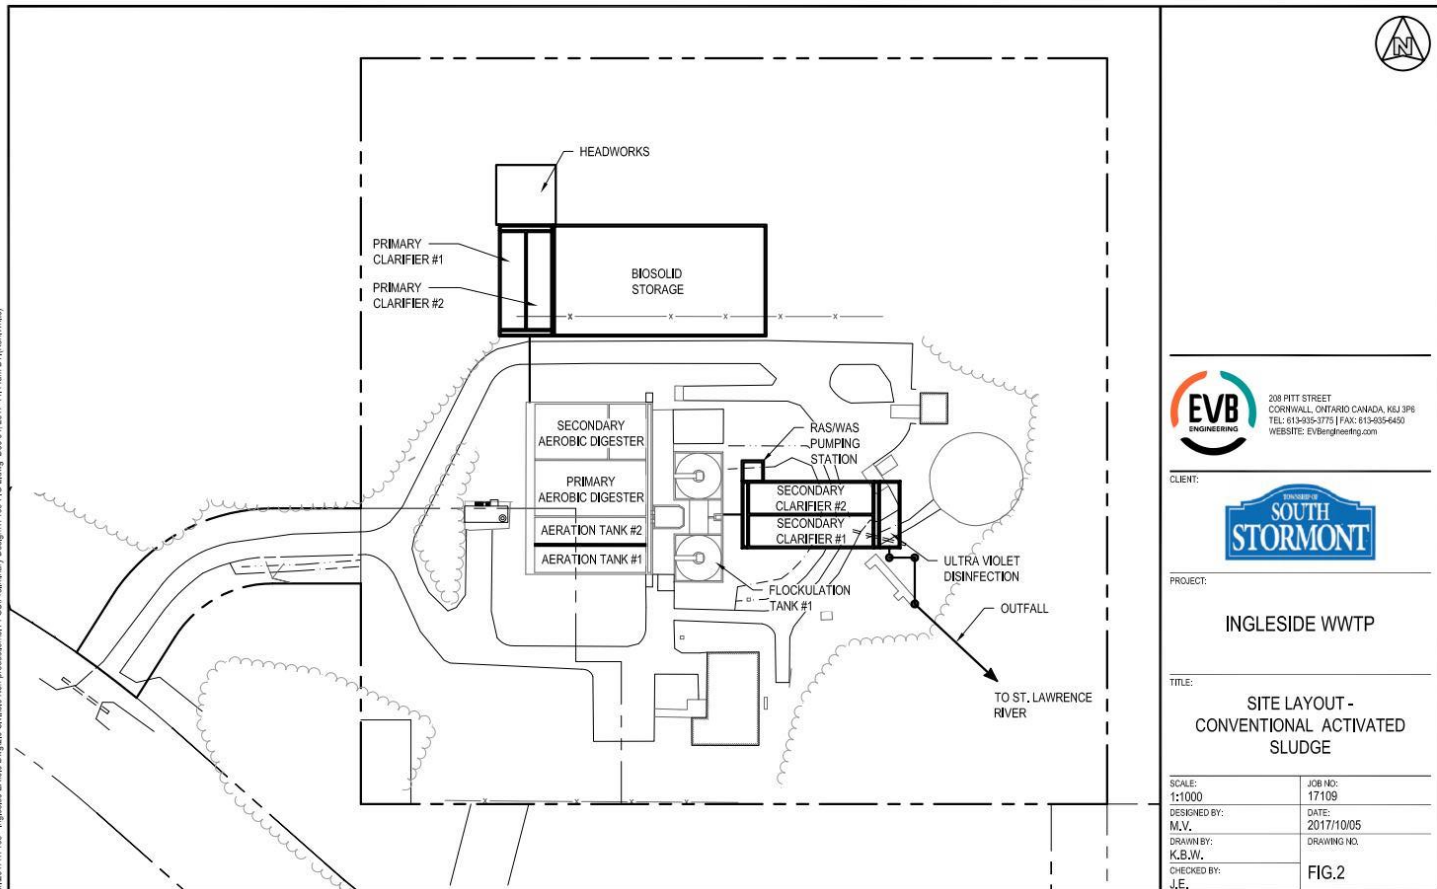 N
HEADWORKS
PRIMARY
CLARIFIER #1
PRIMARY
CLARIFIER #2
BIOSOLID
STORAGE
SECONDARY
AEROBIC DIGESTER
PRIMARY
AEROBIC DIGESTER
AERATION TANK #2
AERATION TANK #1
RAS/WAS
PUMPING
STATION
SECONDARY
CLARIFIER #2
SECONDARY
CLARIFIER #1
ULTRA VIOLET
DISINFECTION
FLOCKULATION
TANK #1
OUTFALL
TO ST. LAWRENCE
RIVER
EVB
ENGINEERING
208 PITT STREET
CORNWALL, ONTARIO CANADA, K6J 3P6
TEL: 613-935-3775 | FAX: 613-935-6450
WEBSITE: EVBengineering.com
CLIENT:
TOWNSHIP OF
SOUTH
STORMONT
PROJECT:
INGLESIDE WWTP
TITLE:
SITE LAYOUT -
CONVENTIONAL ACTIVATED
SLUDGE
SCALE:
1:1000
JOB NO:
17109
DESIGNED BY:
M.V.
DATE:
2017/10/05
DRAWN BY:
K.B.W.
DRAWING NO.
CHECKED BY:
J.E.
FIG.2